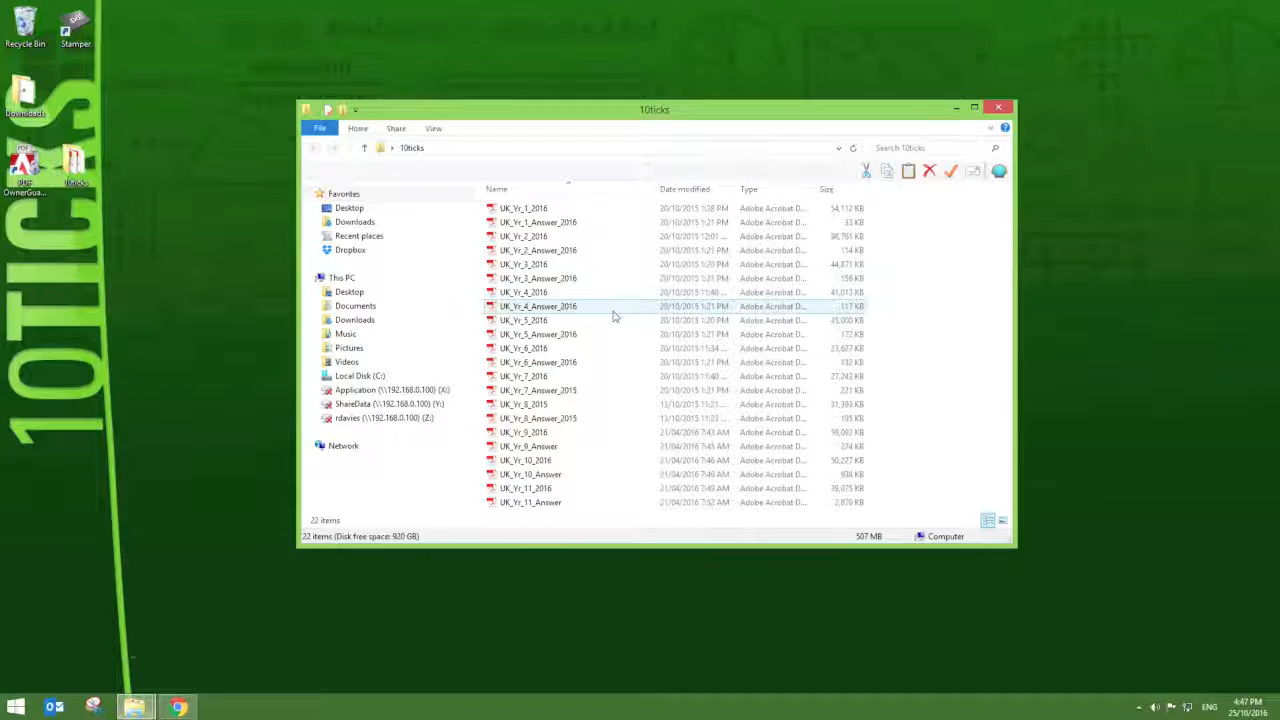 Recycle Bin
Stamper
Downloads
PDF OwnerGua...
10ticks
10TICKS
10ticks
File Home Share View
10ticks
Search 10ticks
Name Date modified Type Size
Favorites
Desktop
Downloads
Recent places
Dropbox
This PC
Desktop
Documents
Downloads
Music
Pictures
Videos
Local Disk (C:)
Application (\\192.168.0.100) (X:)
ShareData (\\192.168.0.100) (Y:)
rdavies (\\192.168.0.100) (Z:)
Network
UK_Yr_1_2016 20/10/2015 1:28 PM Adobe Acrobat D... 54,112 KB
UK_Yr_1_Answer_2016 20/10/2015 1:21 PM Adobe Acrobat D... 33 KB
UK_Yr_2_2016 20/10/2015 12:01 ... Adobe Acrobat D... 98,761 KB
UK_Yr_2_Answer_2016 20/10/2015 1:21 PM Adobe Acrobat D... 114 KB
UK_Yr_3_2016 20/10/2015 1:20 PM Adobe Acrobat D... 44,871 KB
UK_Yr_3_Answer_2016 20/10/2015 1:21 PM Adobe Acrobat D... 156 KB
UK_Yr_4_2016 20/10/2015 11:40 ... Adobe Acrobat D... 41,013 KB
UK_Yr_4_Answer_2016 20/10/2015 1:21 PM Adobe Acrobat D... 117 KB
UK_Yr_5_2016 20/10/2015 1:20 PM Adobe Acrobat D... 45,000 KB
UK_Yr_5_Answer_2016 20/10/2015 1:21 PM Adobe Acrobat D... 172 KB
UK_Yr_6_2016 20/10/2015 11:34 ... Adobe Acrobat D... 23,627 KB
UK_Yr_6_Answer_2016 20/10/2015 1:21 PM Adobe Acrobat D... KB
UK_Yr_7_2016 20/10/2015 11:40 ... Adobe Acrobat D... 27,243 KB
UK_Yr_7_Answer_2015 20/10/2015 1:21 PM Adobe Acrobat D... 221 KB
UK_Yr_8_2015 13/10/2015 11:21 ... Adobe Acrobat D... 31,393 KB
UK_Yr_8_Answer_2015 13/10/2015 11:23 ... Adobe Acrobat D... 195 KB
UK_Yr_9_2016 21/04/2016 7:43 AM Adobe Acrobat D... KB
UK_Yr_9_Answer 21/04/2016 7:45 AM Adobe Acrobat D... 274 KB
UK_Yr_10_2016 21/04/2016 7:46 AM Adobe Acrobat D... 50,227 KB
UK_Yr_10_Answer 21/04/2016 7:49 AM Adobe Acrobat D... 938 KB
UK_Yr_11_2016 21/04/2016 7:49 AM Adobe Acrobat D... 39,075 KB
UK_Yr_11_Answer 21/04/2016 7:52 AM Adobe Acrobat D... 2,870 KB
22 items
22 items (Disk free space: 920 GB) 507 MB Computer
ENG
4:47 PM
25/10/2016